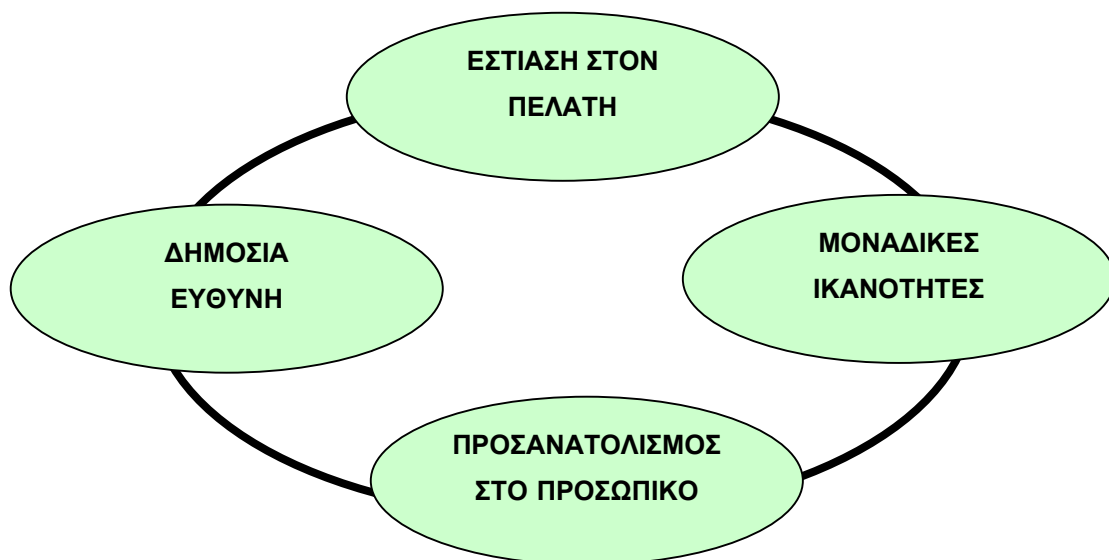 ΕΣΤΙΑΣΗ ΣΤΟΝ
ΠΕΛΑΤΗ
ΔΗΜΟΣΙΑ
ΕΥΘΥΝΗ
ΜΟΝΑΔΙΚΕΣ
ΙΚΑΝΟΤΗΤΕΣ
ΠΡΟΣΑΝΑΤΟΛΙΣΜΟΣ
ΣΤΟ ΠΡΟΣΩΠΙΚΟ